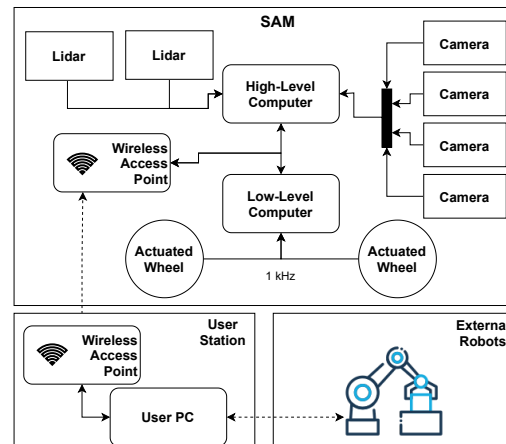 SAM
Lidar
Lidar
High-Level
Computer
Camera
Camera
Camera
Camera
Wireless
Access
Point
Low-Level
Computer
Actuated
Wheel
Actuated
Wheel
1 kHz
User
Station
Wireless
Access
Point
User PC
External
Robots